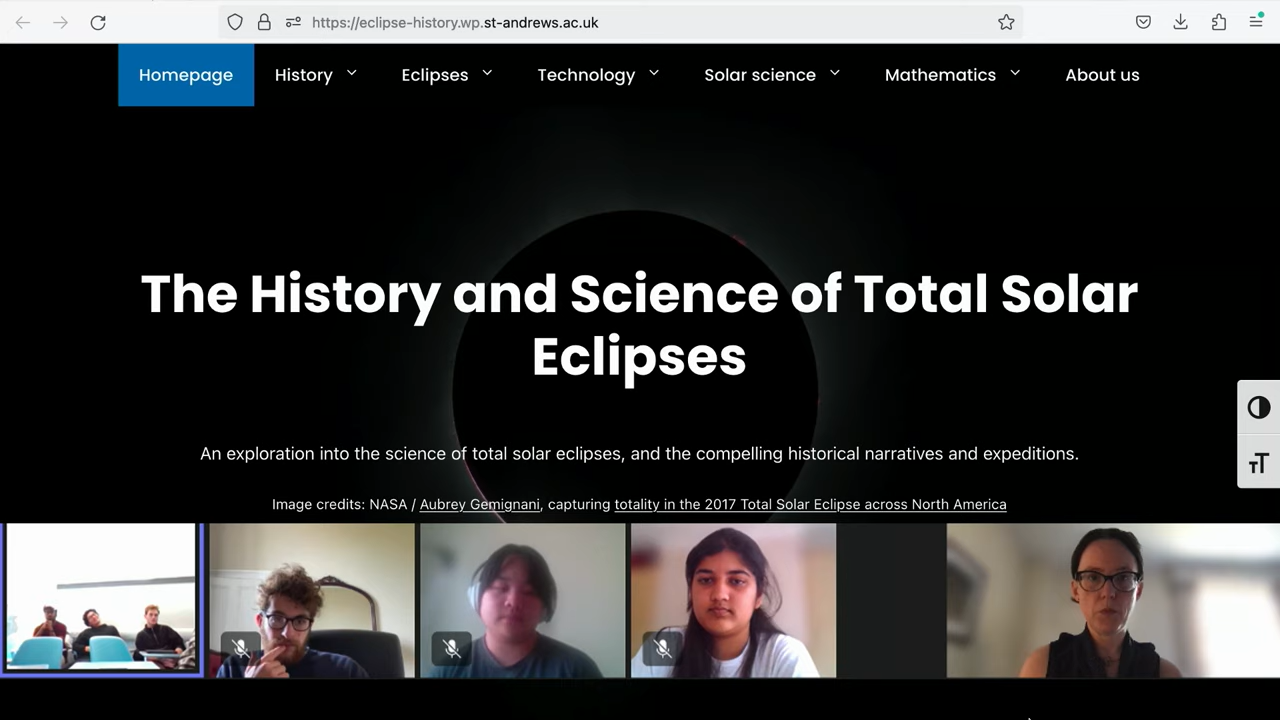 https://eclipse-history.wp.st-andrews.ac.uk
Homepage History Eclipses Technology Solar science Mathematics About us
The History and Science of Total Solar
Eclipses
An exploration into the science of total solar eclipses, and the compelling historical narratives and expeditions.
Image credits: NASA / Aubrey Gemignani, capturing totality in the 2017 Total Solar Eclipse across North America